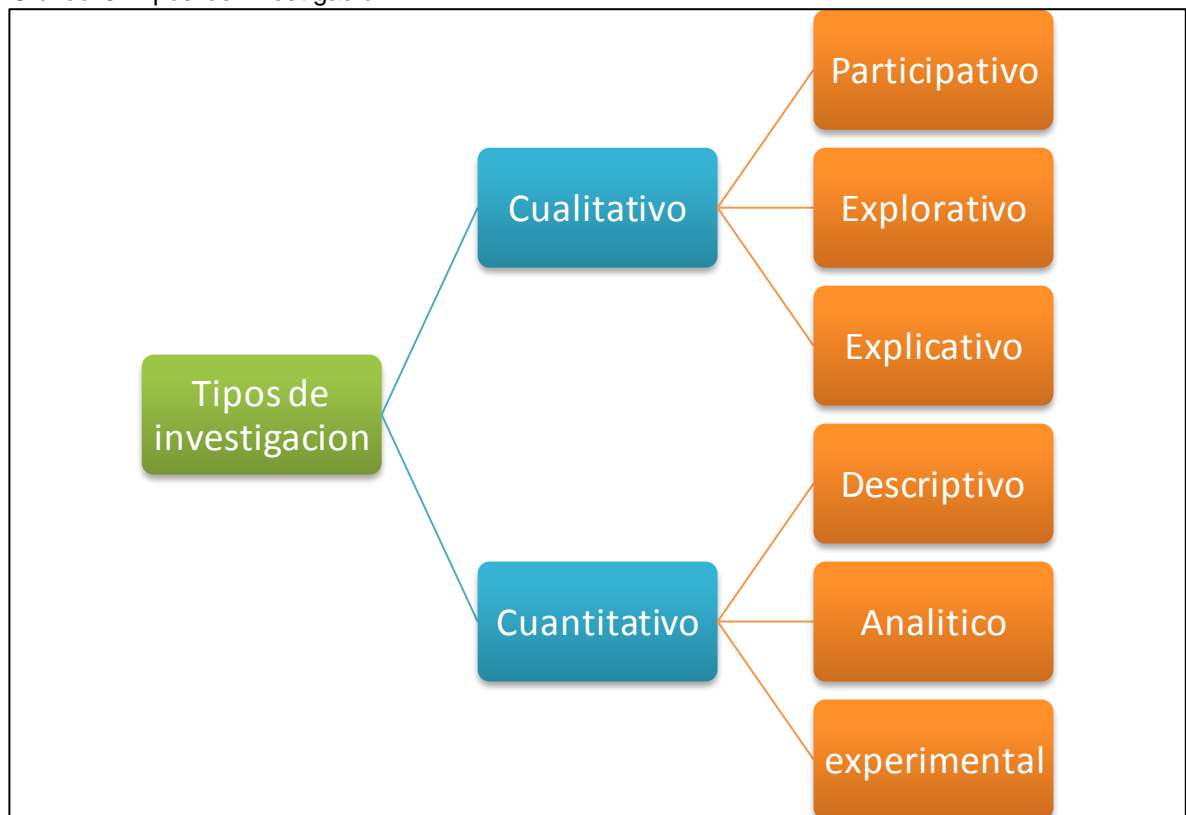 Participativo
Cualitativo
Explorativo
Explicativo
Tipos de
investigacion
Descriptivo
Cuantitativo
Analitico
experimental